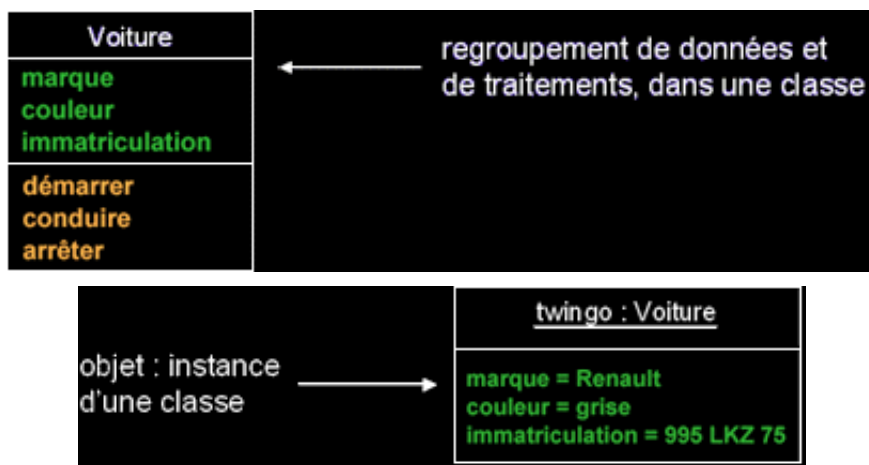 Voiture
marque
couleur
immatriculation
démarrer
conduire
arrêter
regroupement de données et
de traitements, dans une classe
objet : instance
d'une classe
twingo : Voiture
marque = Renault
couleur = grise
immatriculation = 995 LKZ 75